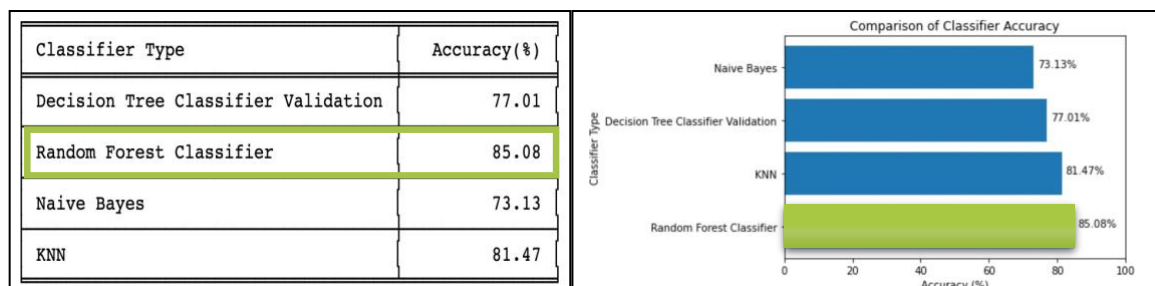 Classifier Type Accuracy(%)
Decision Tree Classifier Validation 77.01
Random Forest Classifier 85.08
Naive Bayes 73.13
KNN 81.47
Comparison of Classifier Accuracy
Classifier Type
Naive Bayes 73.13%
Decision Tree Classifier Validation 77.01%
KNN 81.47%
Random Forest Classifier 85.08%
0 20 40 60 80 100
Accuracy (%)